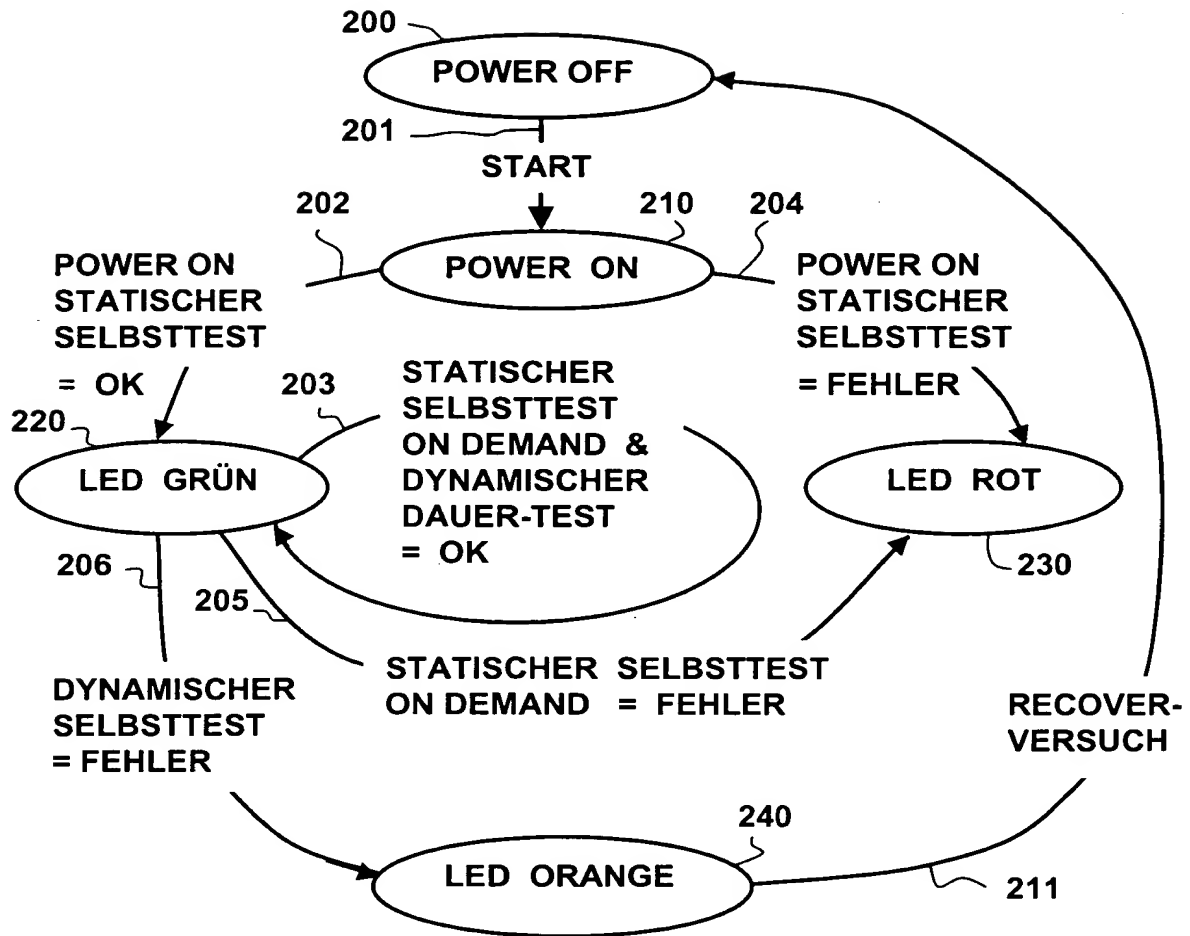 200
POWER OFF
201
START
202
210
204
POWER ON
POWER ON
STATISCHER
SELBSTTEST
= OK
POWER ON
STATISCHER
SELBSTTEST
= FEHLER
203
STATISCHER
SELBSTTEST
ON DEMAND &
DYNAMISCHER
DAUER-TEST
= OK
220
LED GRÜN
LED ROT
230
206
205
STATISCHER SELBSTTEST
ON DEMAND = FEHLER
DYNAMISCHER
SELBSTTEST
= FEHLER
RECOVER-
VERSUCH
240
LED ORANGE
211